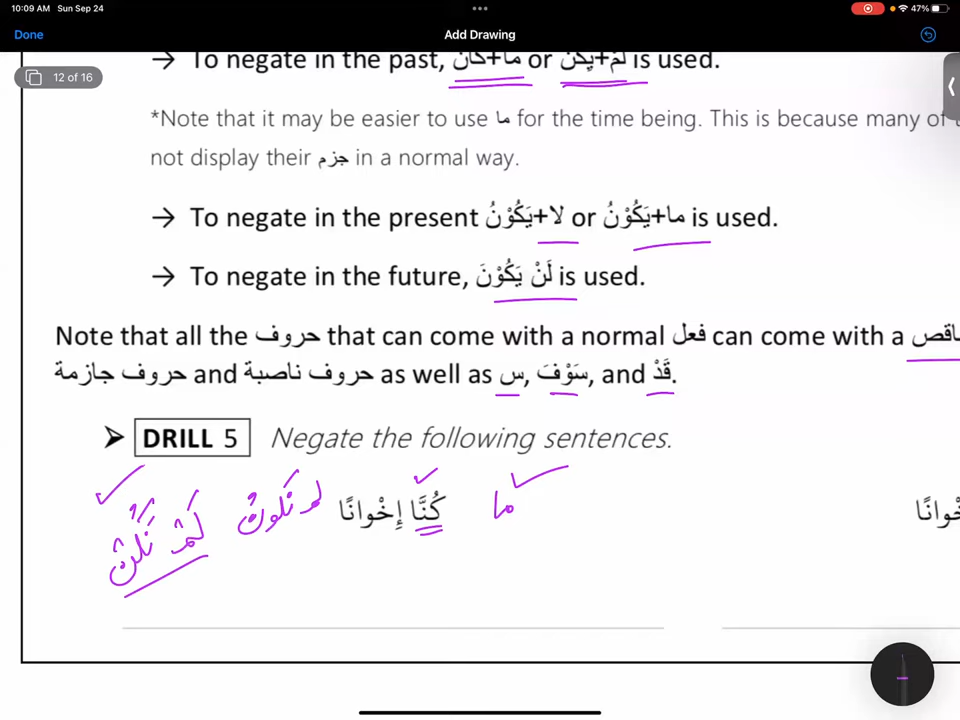 10:09 AM Sun Sep 24
47%
Done
Add Drawing
12 of 16
→ To negate in the past, ما+كَانَ or لَمْ+يَكُنْ is used.
*Note that it may be easier to use ما for the time being. This is because many of
not display their جزم in a normal way.
→ To negate in the present لا+يَكُوْنُ or ما+يَكُوْنُ is used.
→ To negate in the future, لَنْ يَكُوْنَ is used.
Note that all the حروف that can come with a normal فعل can come with a
حروف جازمة and حروف ناصبة as well as س, سَوْفَ, and قَدْ.
➤ DRILL 5 Negate the following sentences.
ما كُنَّا إِخْوانًا لم نكون لَمْ نَكُنْ